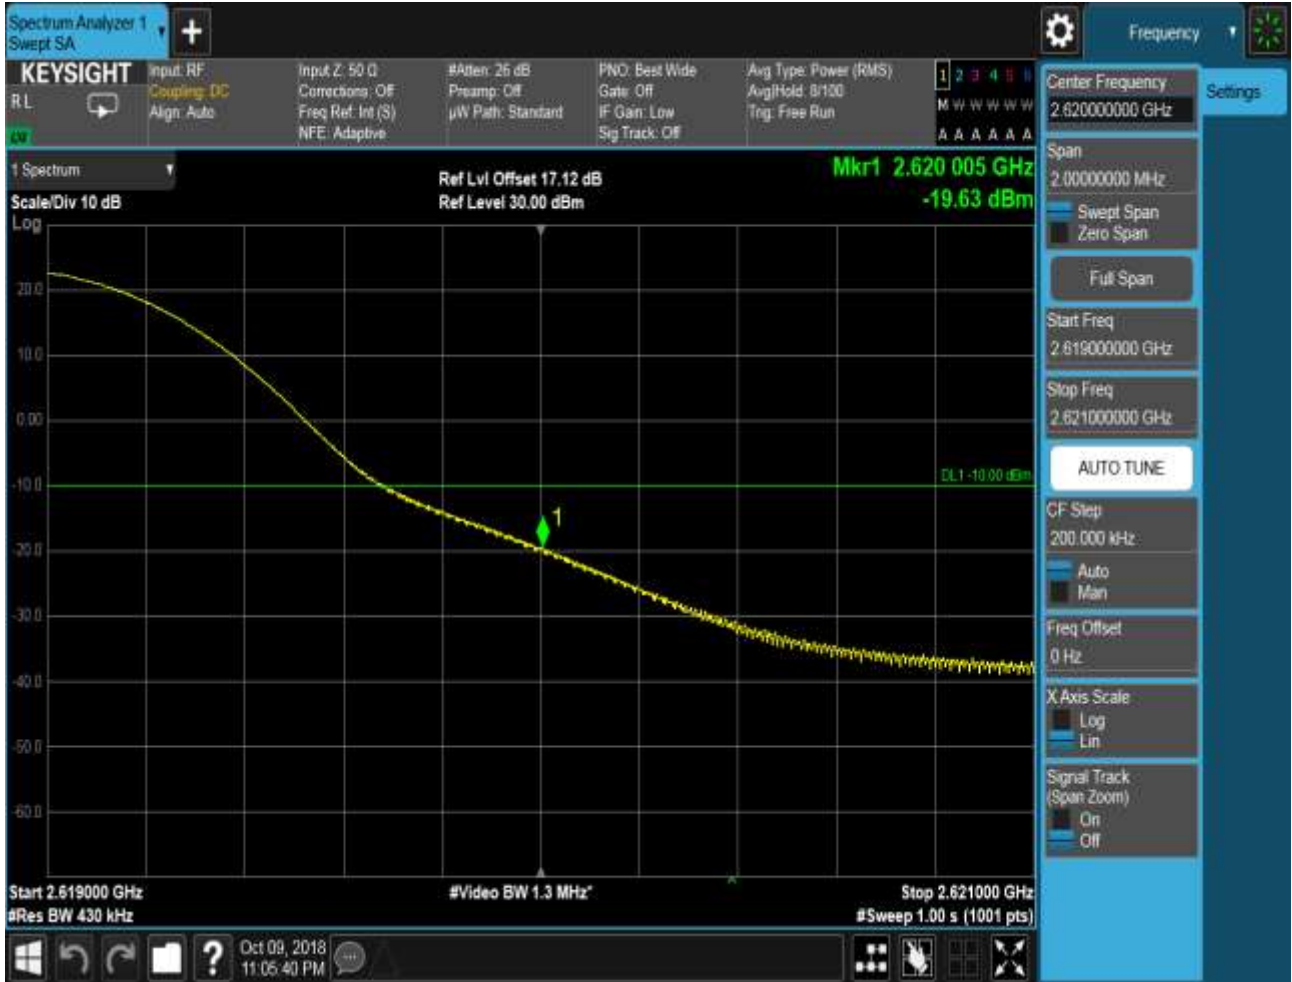 Spectrum Analyzer 1
Swept SA
+
Frequency
KEYSIGHT
RL
Input: RF
Coupling: DC
Align: Auto
Input Z: 50 Ω
Corrections: Off
Freq Ref: Int (S)
NFE: Adaptive
#Atten: 26 dB
Preamp: Off
µW Path: Standard
PNO: Best Wide
Gate: Off
IF Gain: Low
Sig Track: Off
Avg Type: Power (RMS)
Avg|Hold: 8/100
Trig: Free Run
1 2 3 4 5 6
M W W W W W
A A A A A A
Center Frequency
2.620000000 GHz
Settings
Span
2.00000000 MHz
Swept Span
Zero Span
Full Span
Start Freq
2.619000000 GHz
Stop Freq
2.621000000 GHz
AUTO TUNE
CF Step
200.000 kHz
Auto
Man
Freq Offset
0 Hz
X Axis Scale
Log
Lin
Signal Track
(Span Zoom)
On
Off
1 Spectrum
Scale/Div 10 dB
Log
Ref Lvl Offset 17.12 dB
Ref Level 30.00 dBm
Mkr1 2.620 005 GHz
-19.63 dBm
20.0
10.0
0.00
-10.0
-20.0
-30.0
-40.0
-50.0
-60.0
DL1 -10.00 dBm
1
Start 2.619000 GHz
#Res BW 430 kHz
#Video BW 1.3 MHz*
Stop 2.621000 GHz
#Sweep 1.00 s (1001 pts)
?
Oct 09, 2018
11:05:40 PM